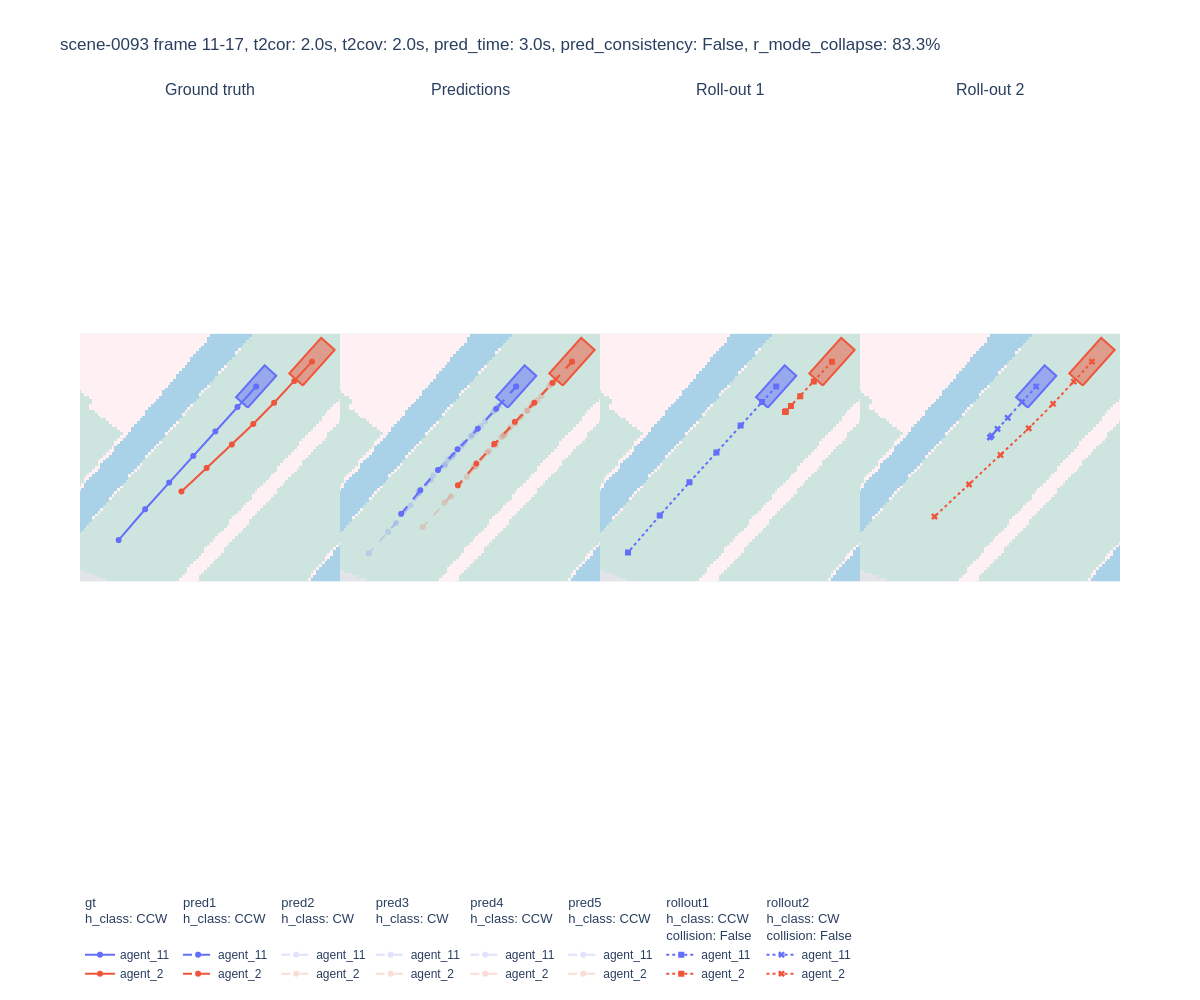 scene-0093 frame 11-17, t2cor: 2.0s, t2cov: 2.0s, pred_time: 3.0s, pred_consistency: False, r_mode_collapse: 83.3%
Ground truth
Predictions
Roll-out 1
Roll-out 2
gt
h_class: CCW
agent_11
agent_2
pred1
h_class: CCW
agent_11
agent_2
pred2
h_class: CW
agent_11
agent_2
pred3
h_class: CW
agent_11
agent_2
pred4
h_class: CCW
agent_11
agent_2
pred5
h_class: CCW
agent_11
agent_2
rollout1
h_class: CCW
collision: False
agent_11
agent_2
rollout2
h_class: CW
collision: False
agent_11
agent_2